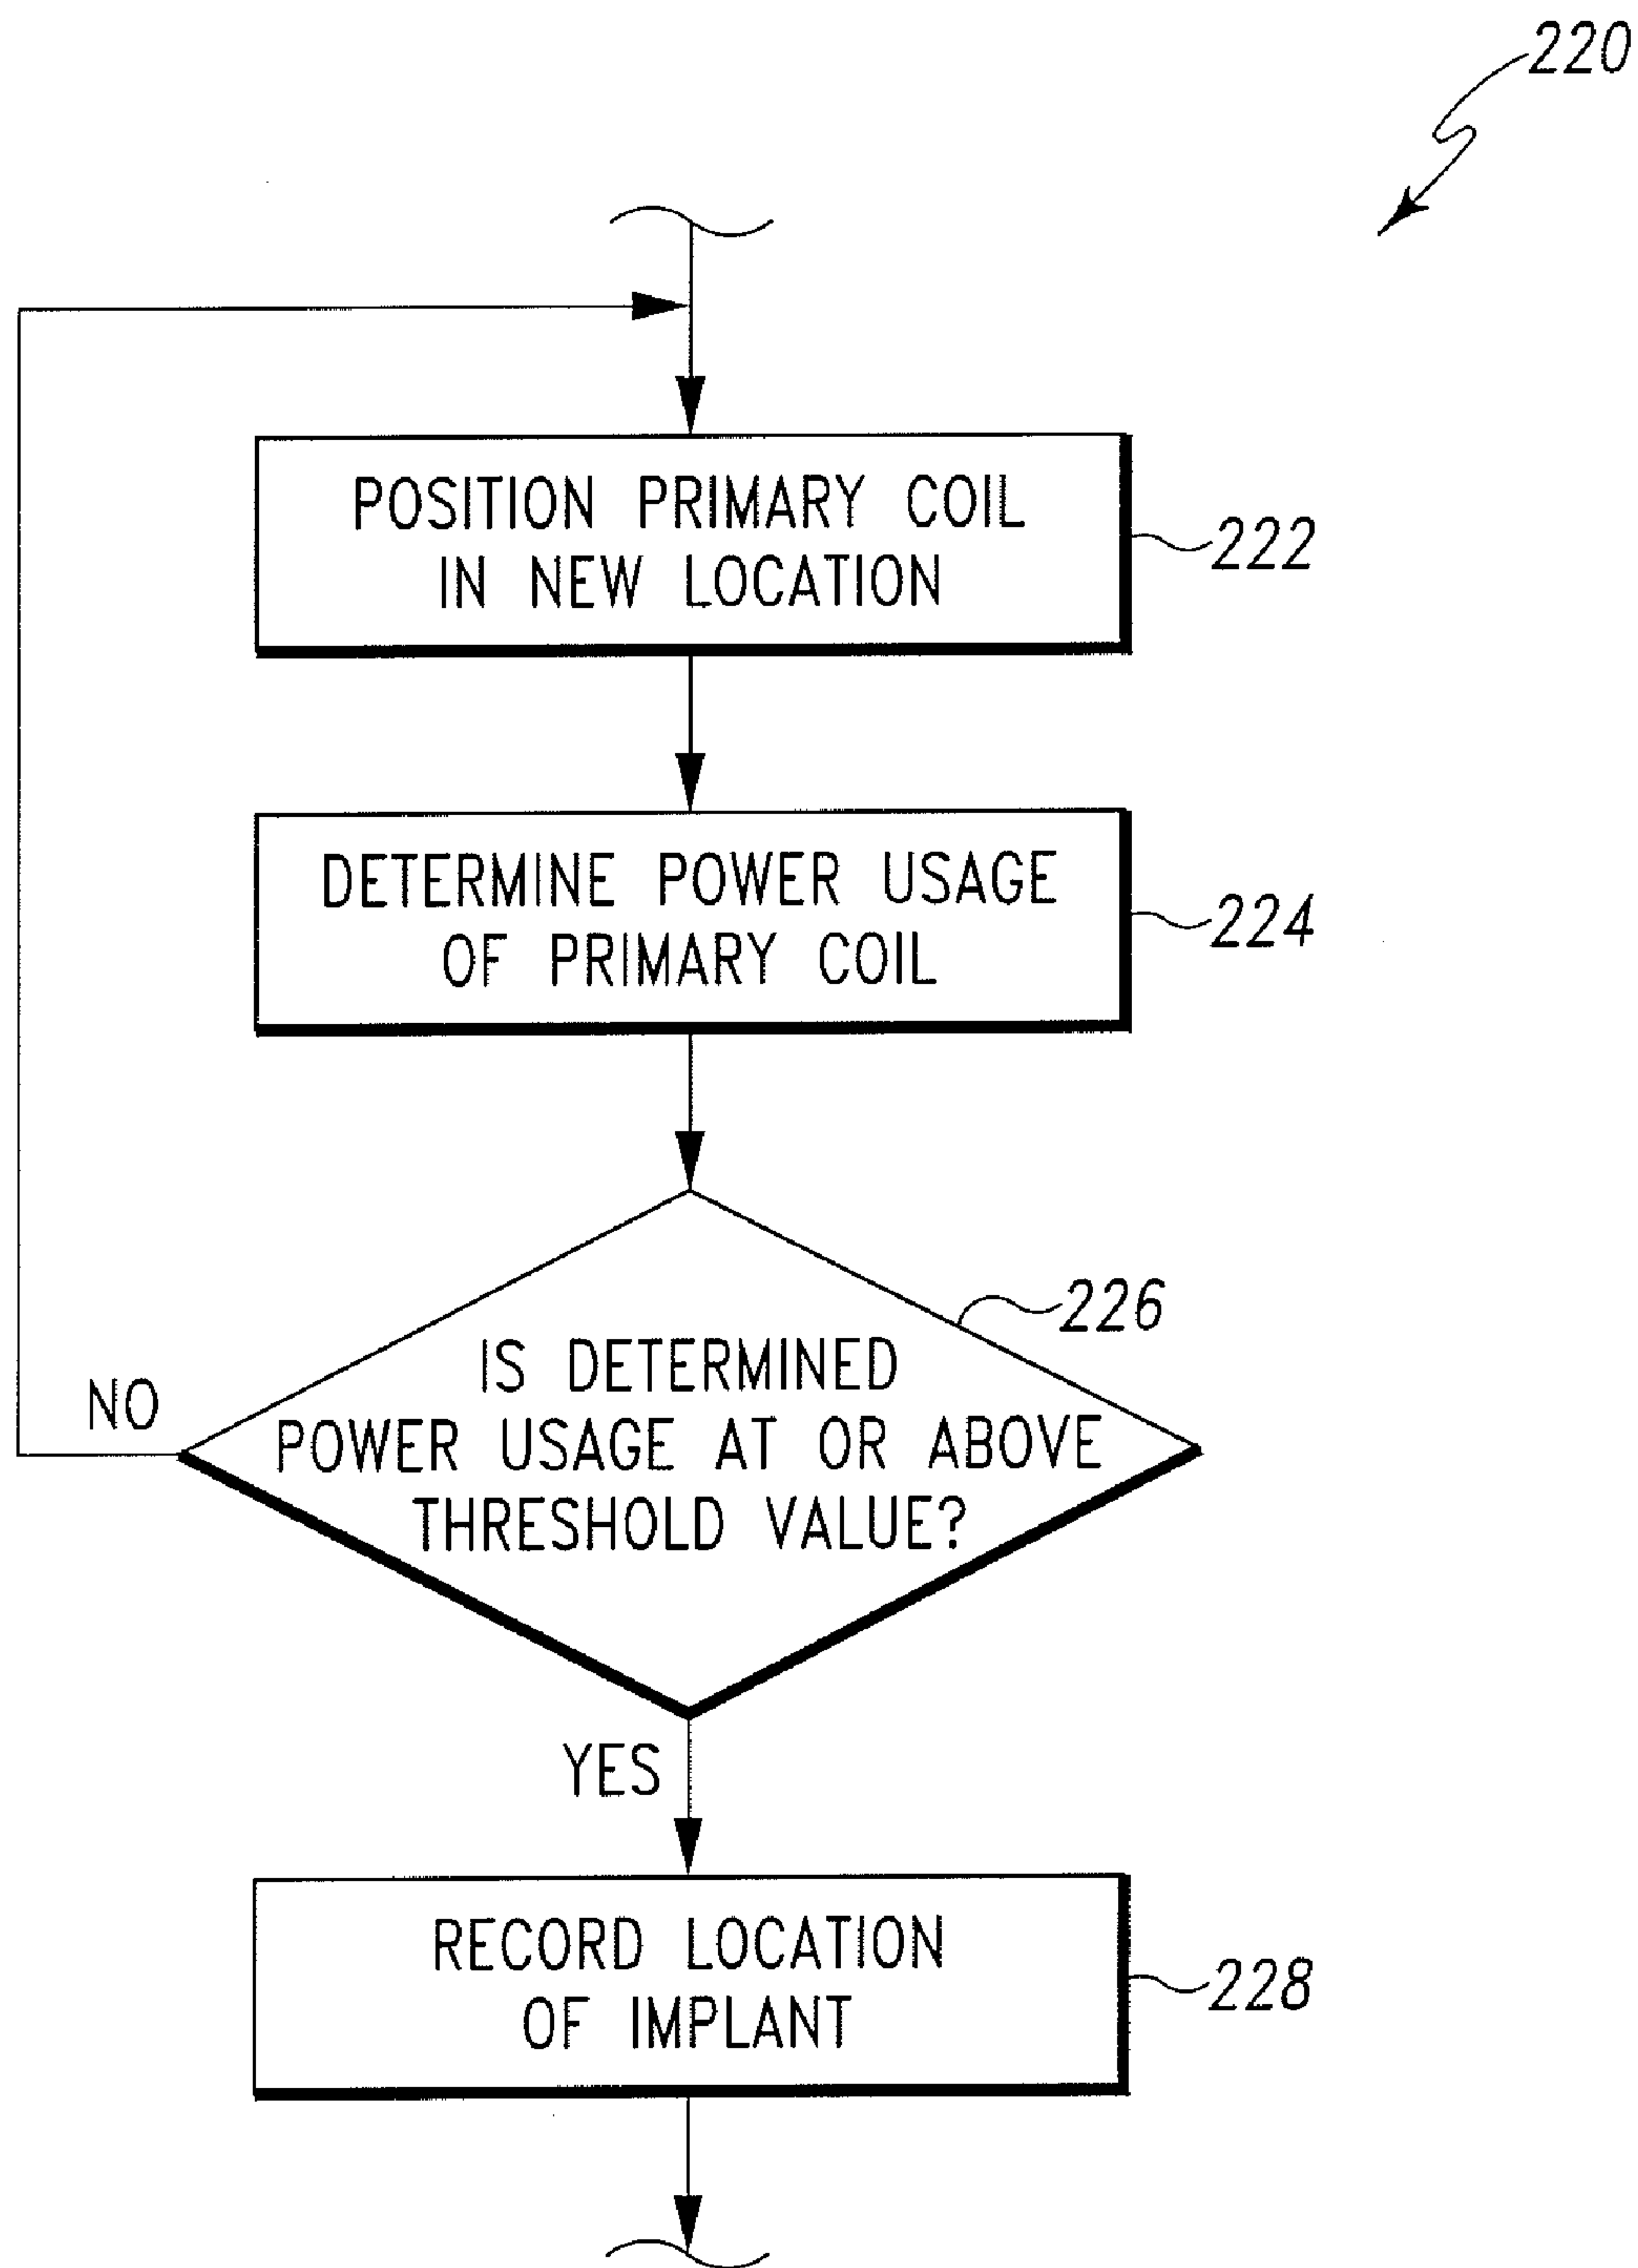 220
POSITION PRIMARY COIL
IN NEW LOCATION
222
DETERMINE POWER USAGE
OF PRIMARY COIL
224
226
IS DETERMINED
POWER USAGE AT OR ABOVE
THRESHOLD VALUE?
NO
YES
RECORD LOCATION
OF IMPLANT
228